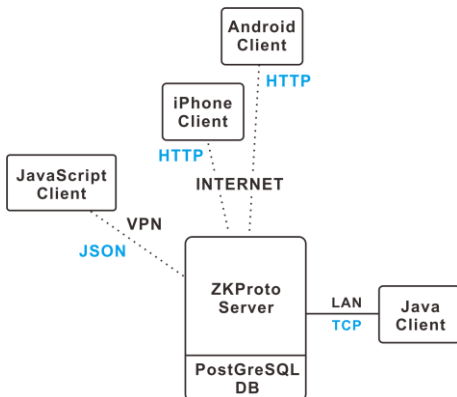 Android
Client
HTTP
iPhone
Client
HTTP
INTERNET
JavaScript
Client
VPN
JSON
ZKProto
Server
LAN
TCP
Java
Client
PostGreSQL
DB